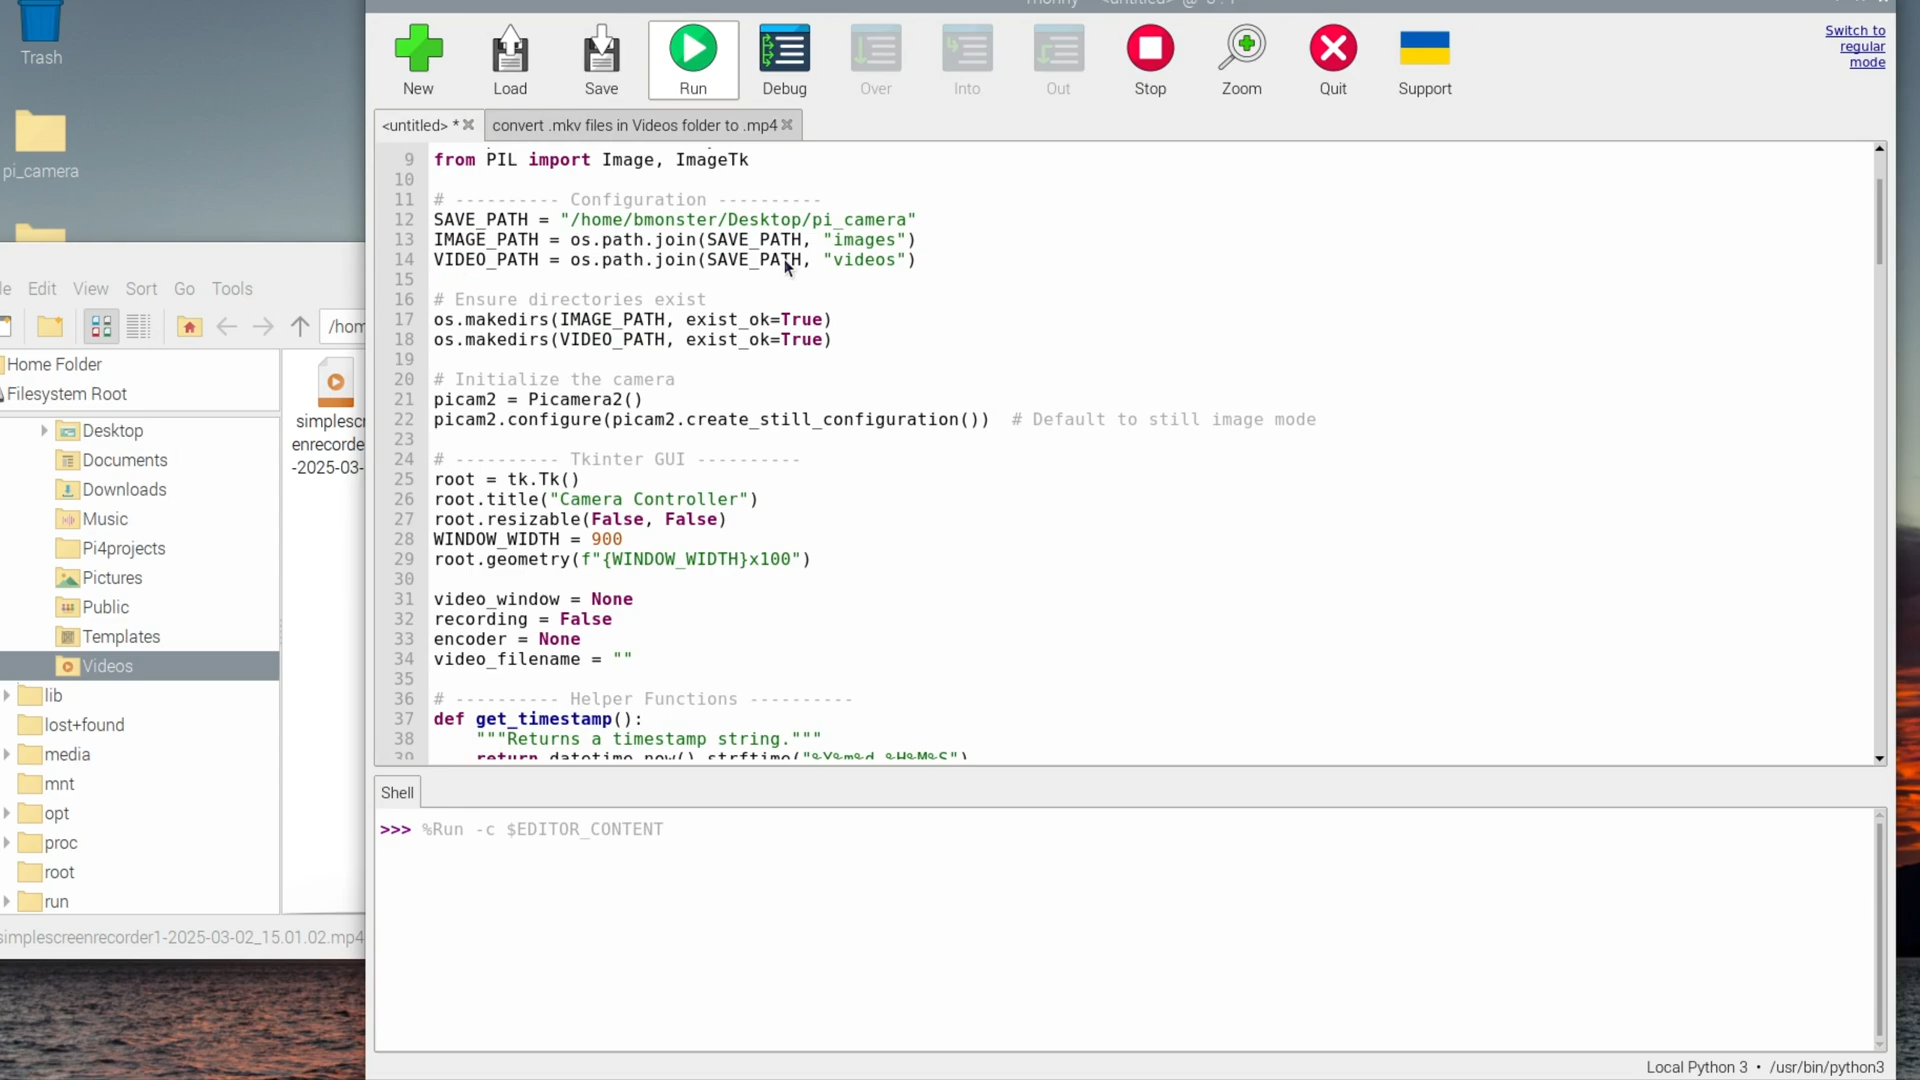 Trash
pi_camera
Switch to
regular
mode
New
Load
Save
Run
Debug
Over
Into
Out
Stop
Zoom
Quit
Support
<untitled> *
convert .mkv files in Videos folder to .mp4
9 from PIL import Image, ImageTk
10
11 # ---------- Configuration ----------
12 SAVE_PATH = "/home/bmonster/Desktop/pi_camera"
13 IMAGE_PATH = os.path.join(SAVE_PATH, "images")
14 VIDEO_PATH = os.path.join(SAVE_PATH, "videos")
15
16 # Ensure directories exist
17 os.makedirs(IMAGE_PATH, exist_ok=True)
18 os.makedirs(VIDEO_PATH, exist_ok=True)
19
20 # Initialize the camera
21 picam2 = Picamera2()
22 picam2.configure(picam2.create_still_configuration())  # Default to still image mode
23
24 # ---------- Tkinter GUI ----------
25 root = tk.Tk()
26 root.title("Camera Controller")
27 root.resizable(False, False)
28 WINDOW_WIDTH = 900
29 root.geometry(f"{WINDOW_WIDTH}x100")
30
31 video_window = None
32 recording = False
33 encoder = None
34 video_filename = ""
35
36 # ---------- Helper Functions ----------
37 def get_timestamp():
38     """Returns a timestamp string."""
39     return datetime.now().strftime("%Y%m%d_%H%M%S")
Shell
>>> %Run -c $EDITOR_CONTENT
Local Python 3 • /usr/bin/python3
le Edit View Sort Go Tools
/hom
Home Folder
Filesystem Root
Desktop
Documents
Downloads
Music
Pi4projects
Pictures
Public
Templates
Videos
lib
lost+found
media
mnt
opt
proc
root
run
simplescr
enrecorde
-2025-03-
simplescreenrecorder1-2025-03-02_15.01.02.mp4